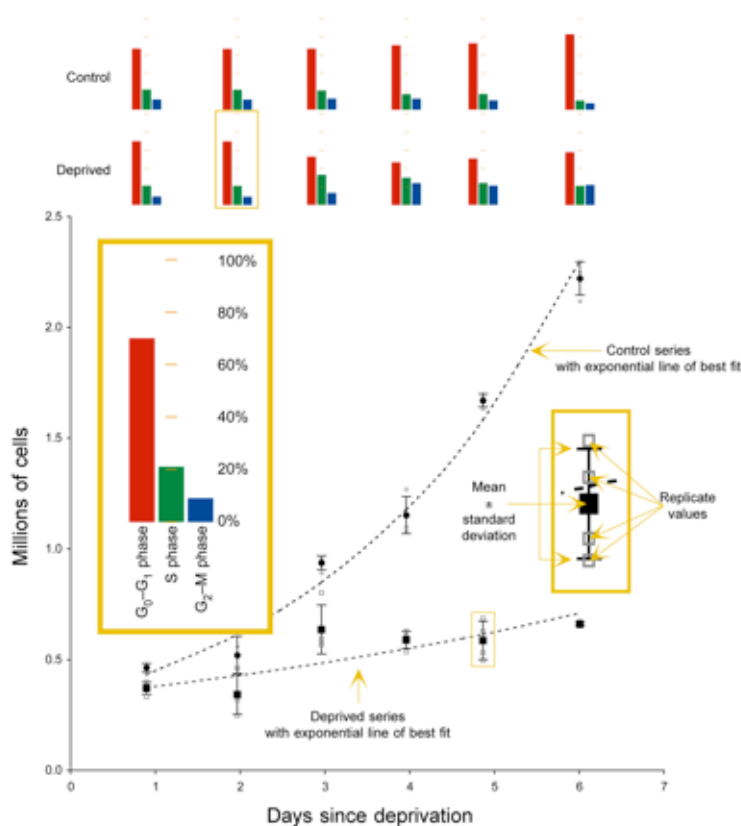 Control
Deprived
2.5
2.0
1.5
1.0
0.5
0.0
Millions of cells
100%
80%
60%
40%
20%
0%
G₀–G₁ phase
S phase
G₂–M phase
Control series
with exponential line of best fit
Mean
±
standard
deviation
Replicate
values
Deprived series
with exponential line of best fit
0
1
2
3
4
5
6
7
Days since deprivation